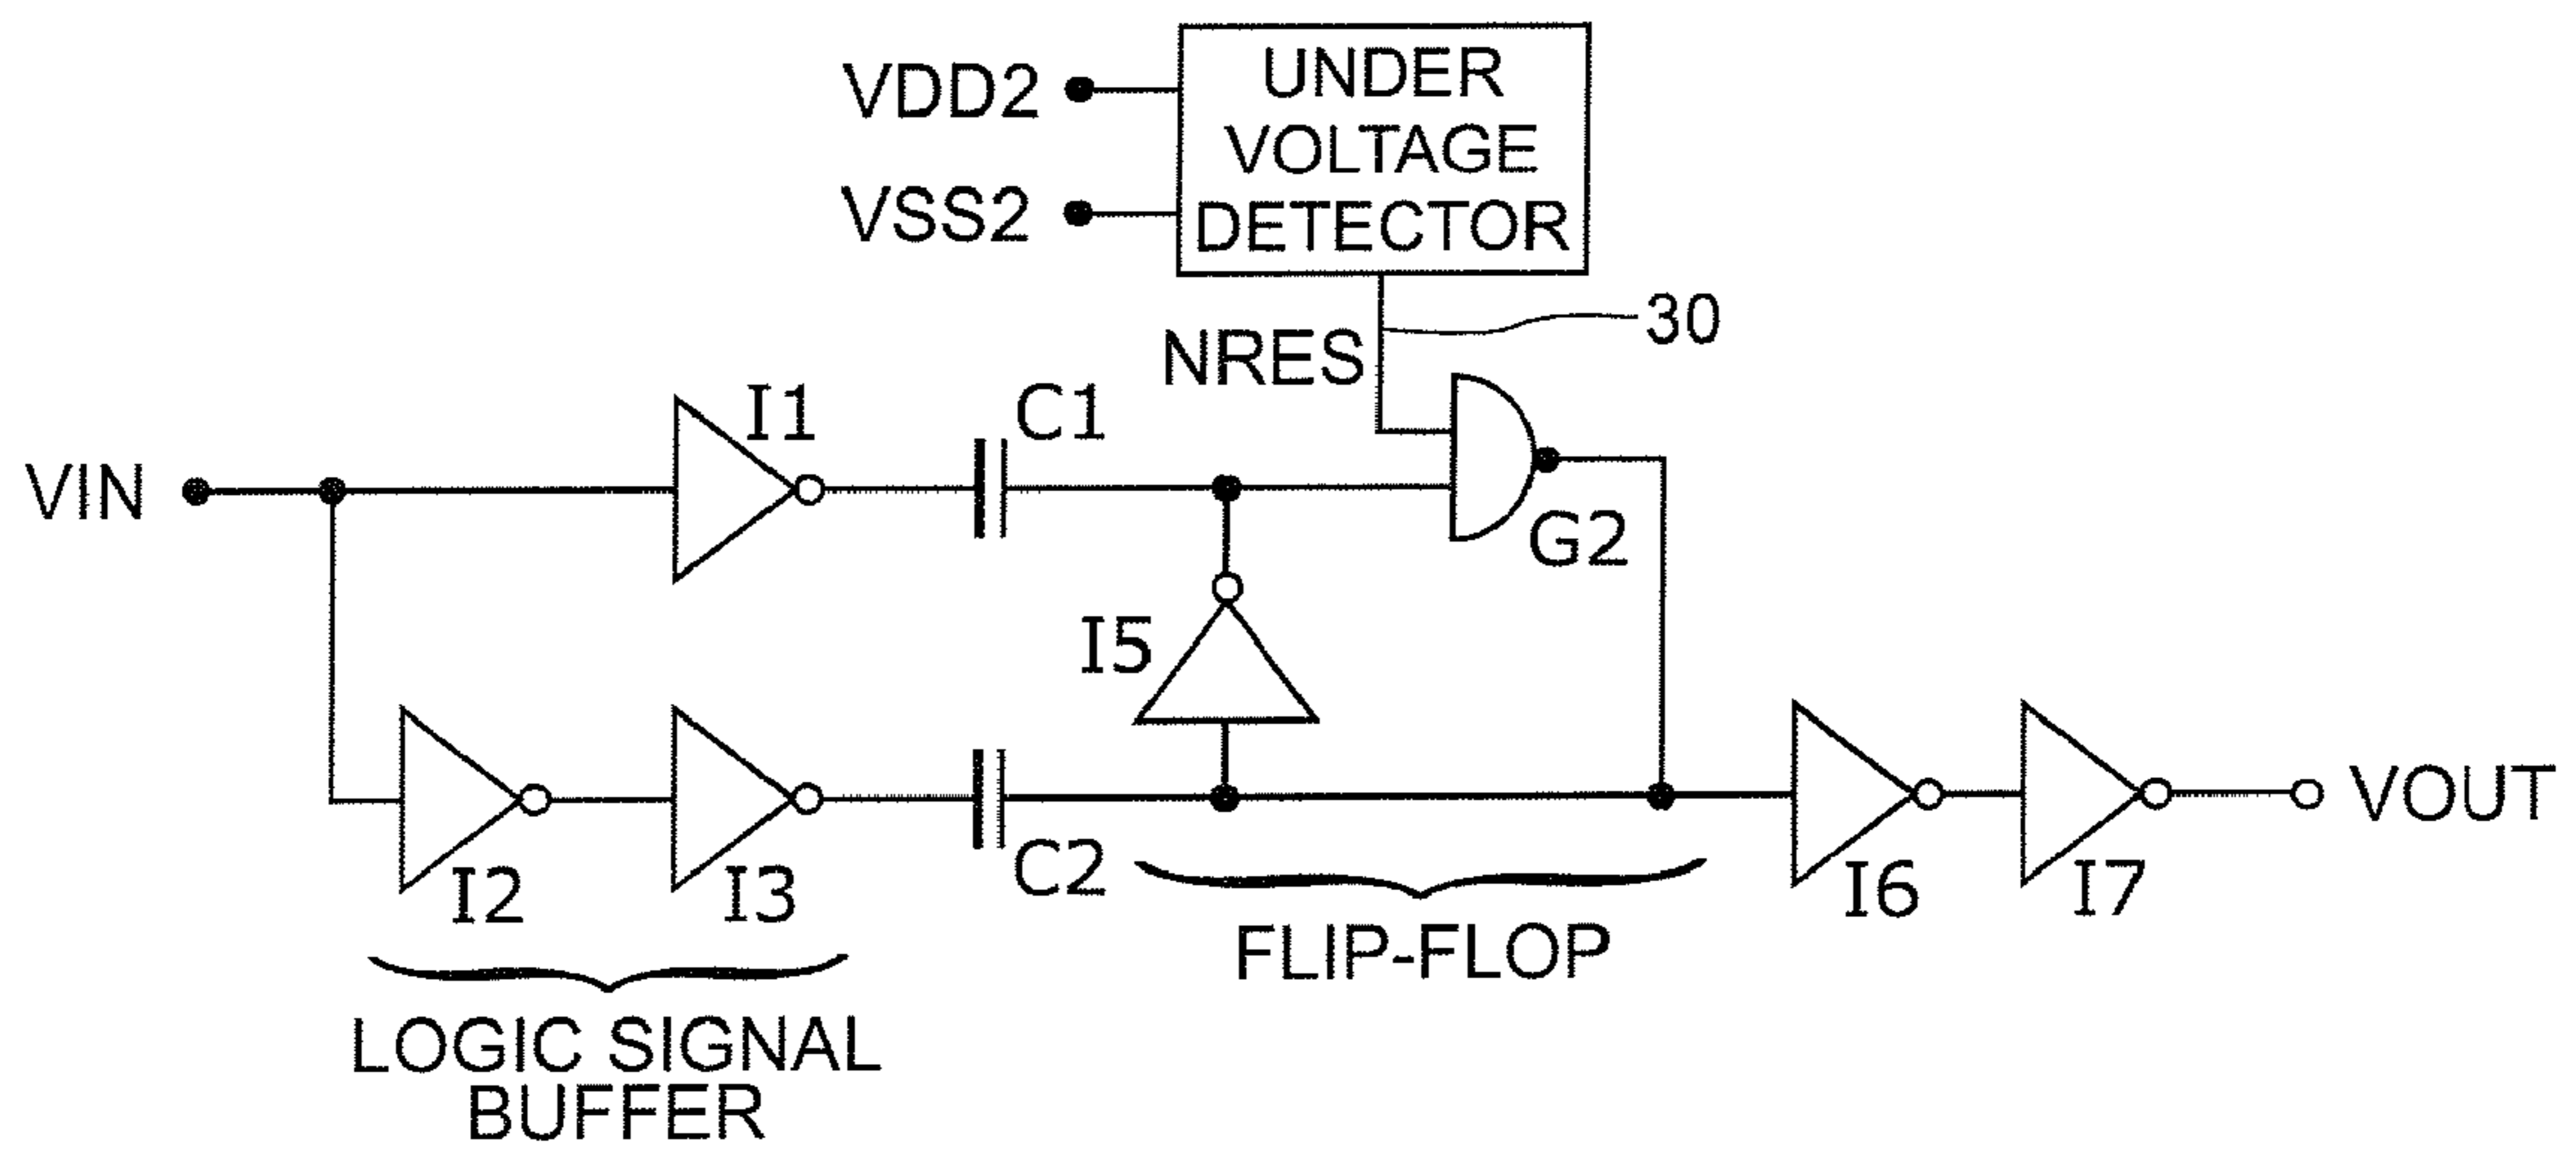 VDD2
VSS2
UNDER
VOLTAGE
DETECTOR
NRES
30
VIN
I1
C1
G2
I5
I2
I3
C2
I6
I7
VOUT
LOGIC SIGNAL
BUFFER
FLIP-FLOP